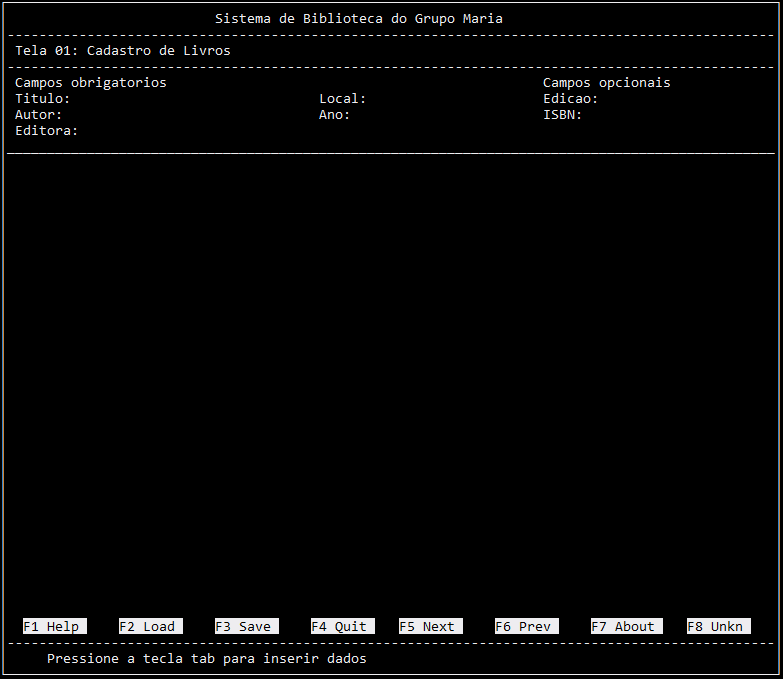 Sistema de Biblioteca do Grupo Maria
Tela 01: Cadastro de Livros
Campos obrigatorios Campos opcionais
Titulo: Local: Edicao:
Autor: Ano: ISBN:
Editora:
F1 Help F2 Load F3 Save F4 Quit F5 Next F6 Prev F7 About F8 Unkn
Pressione a tecla tab para inserir dados